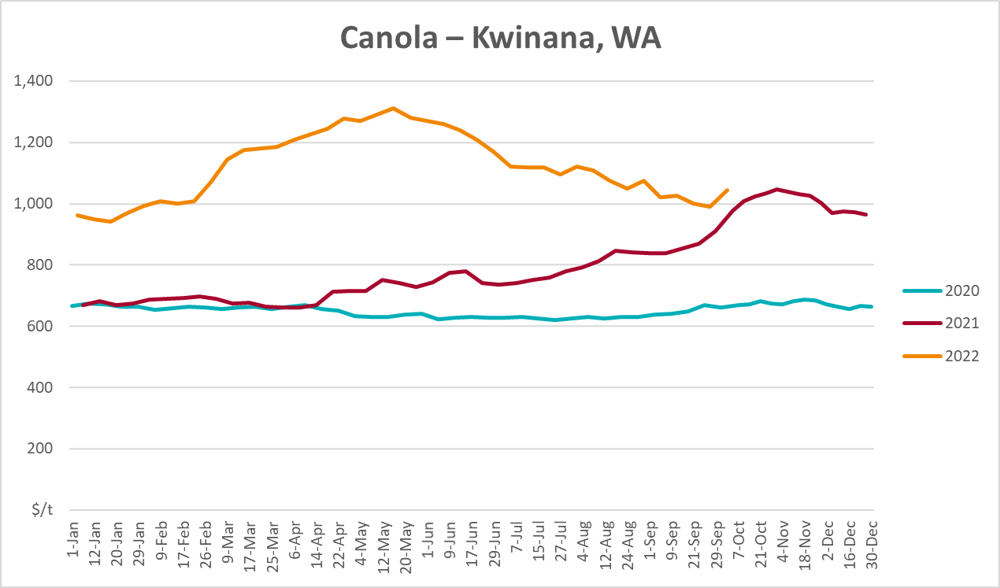 Canola – Kwinana, WA
1,400
1,200
1,000
800
600
400
200
$/t
1-Jan
12-Jan
20-Jan
29-Jan
9-Feb
17-Feb
26-Feb
9-Mar
17-Mar
25-Mar
6-Apr
14-Apr
22-Apr
4-May
12-May
20-May
1-Jun
9-Jun
17-Jun
29-Jun
7-Jul
15-Jul
27-Jul
4-Aug
12-Aug
24-Aug
1-Sep
9-Sep
21-Sep
29-Sep
7-Oct
21-Oct
4-Nov
18-Nov
2-Dec
16-Dec
30-Dec
2020
2021
2022